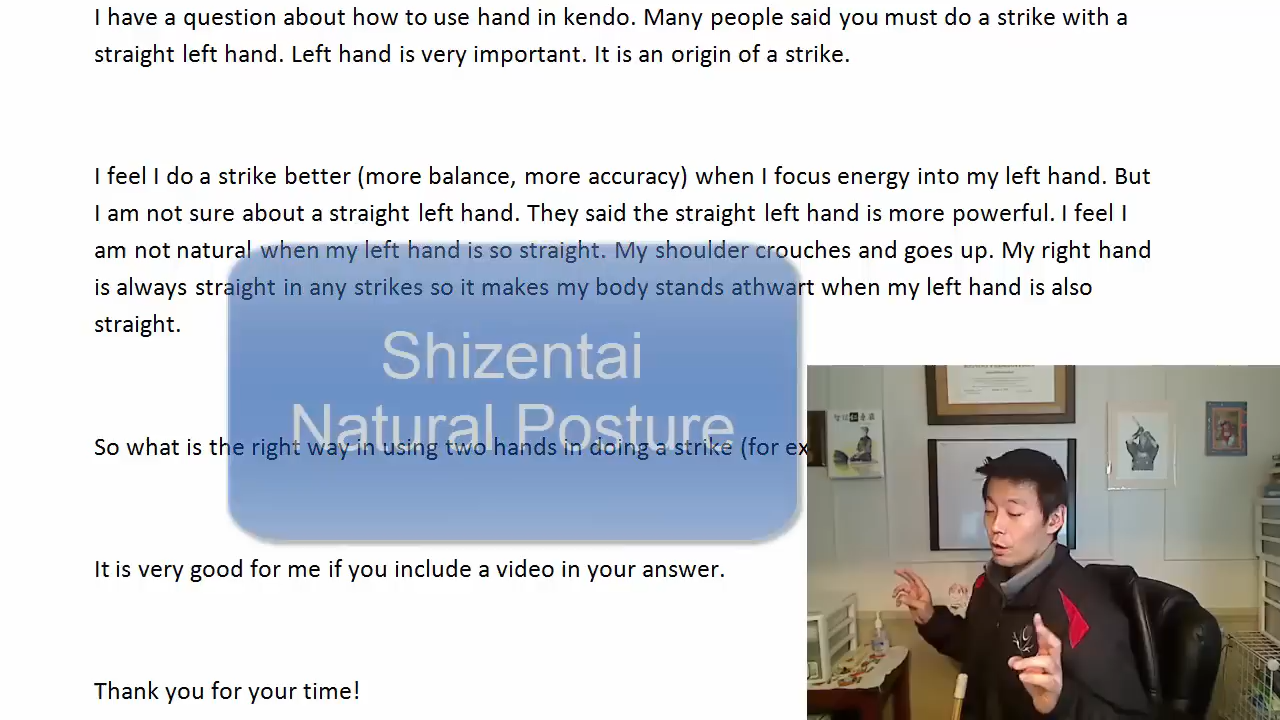 I have a question about how to use hand in kendo. Many people said you must do a strike with a
straight left hand. Left hand is very important. It is an origin of a strike.
I feel I do a strike better (more balance, more accuracy) when I focus energy into my left hand. But
I am not sure about a straight left hand. They said the straight left hand is more powerful. I feel I
am not natural when my left hand is so straight. My shoulder crouches and goes up. My right hand
is always straight in any strikes so it makes my body stands athwart when my left hand is also
straight.
Shizentai
Natural Posture
So what is the right way in using two hands in doing a strike (for ex
It is very good for me if you include a video in your answer.
Thank you for your time!